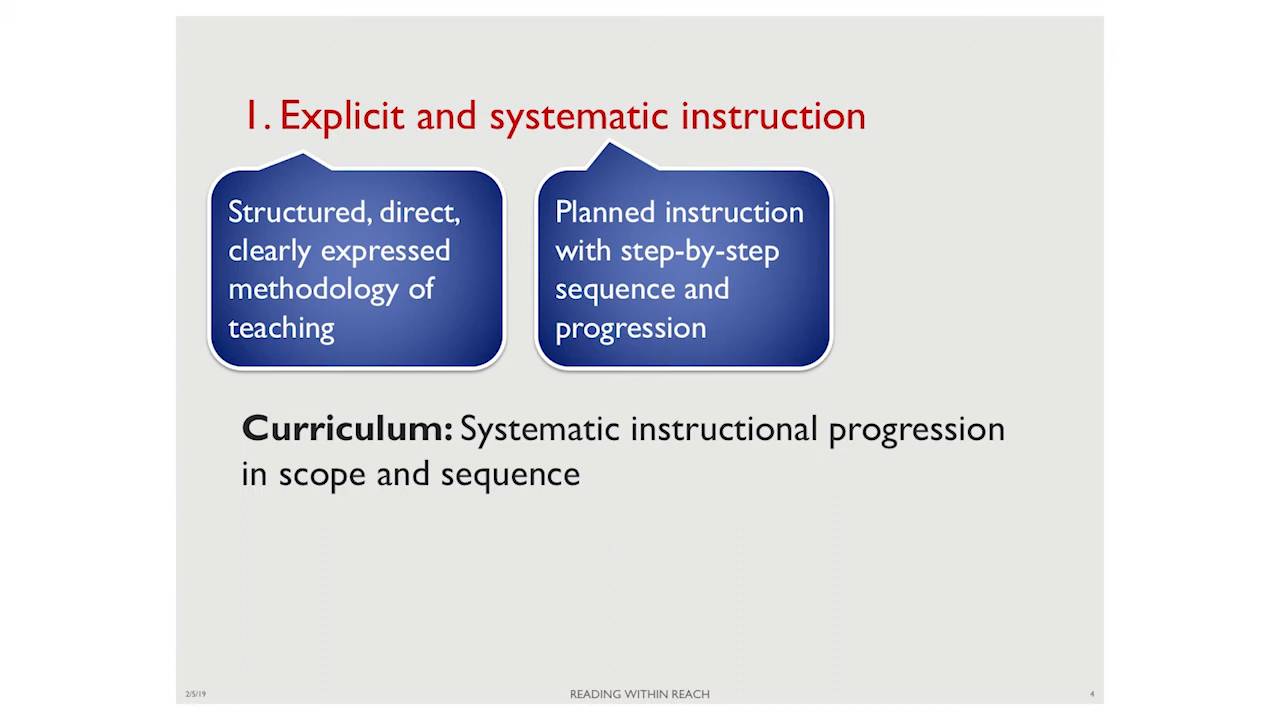 1. Explicit and systematic instruction
Structured, direct,
clearly expressed
methodology of
teaching
Planned instruction
with step-by-step
sequence and
progression
Curriculum: Systematic instructional progression
in scope and sequence
2/5/19
READING WITHIN REACH
4